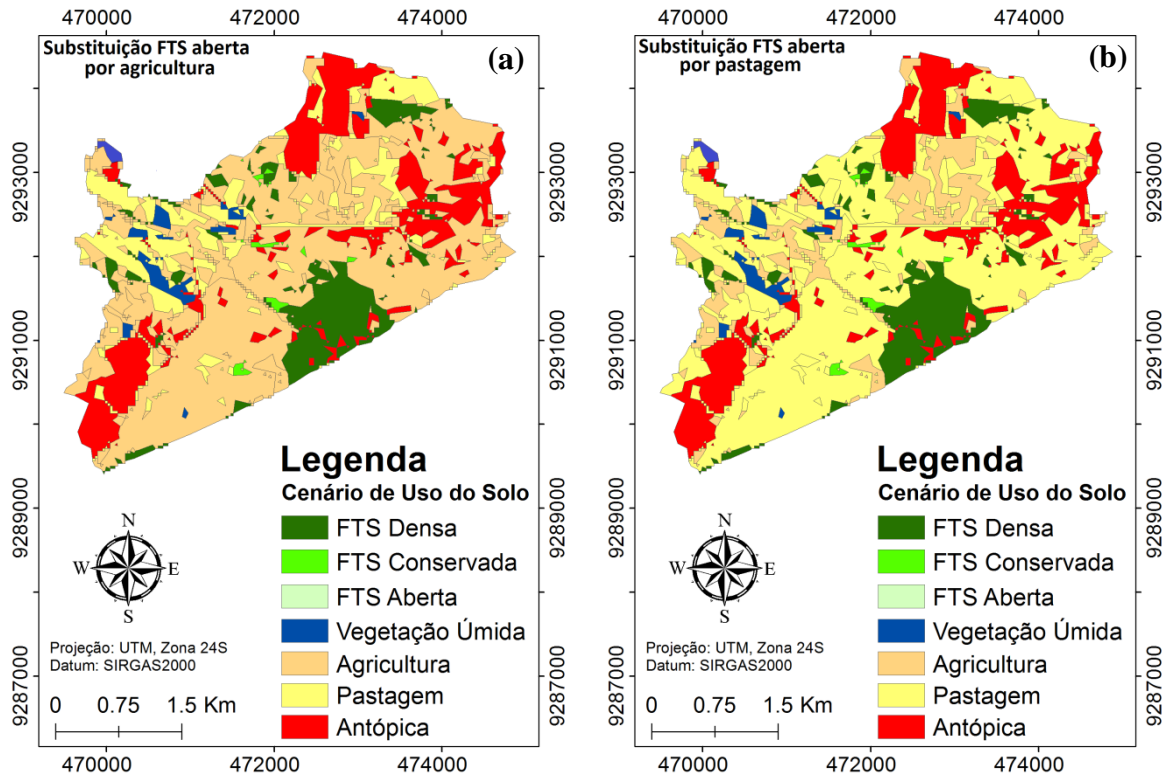 470000 472000 474000
Substituição FTS aberta
por agricultura
(a)
9293000
9293000
9291000
9291000
9289000
9289000
9287000
9287000
Legenda
Cenário de Uso do Solo
FTS Densa
FTS Conservada
FTS Aberta
Vegetação Úmida
Agricultura
Pastagem
Antópica
N
W E
S
Projeção: UTM, Zona 24S
Datum: SIRGAS2000
0 0.75 1.5 Km
470000 472000 474000
470000 472000 474000
Substituição FTS aberta
por pastagem
(b)
9293000
9291000
9289000
9287000
Legenda
Cenário de Uso do Solo
FTS Densa
FTS Conservada
FTS Aberta
Vegetação Úmida
Agricultura
Pastagem
Antópica
N
W E
S
Projeção: UTM, Zona 24S
Datum: SIRGAS2000
0 0.75 1.5 Km
470000 472000 474000